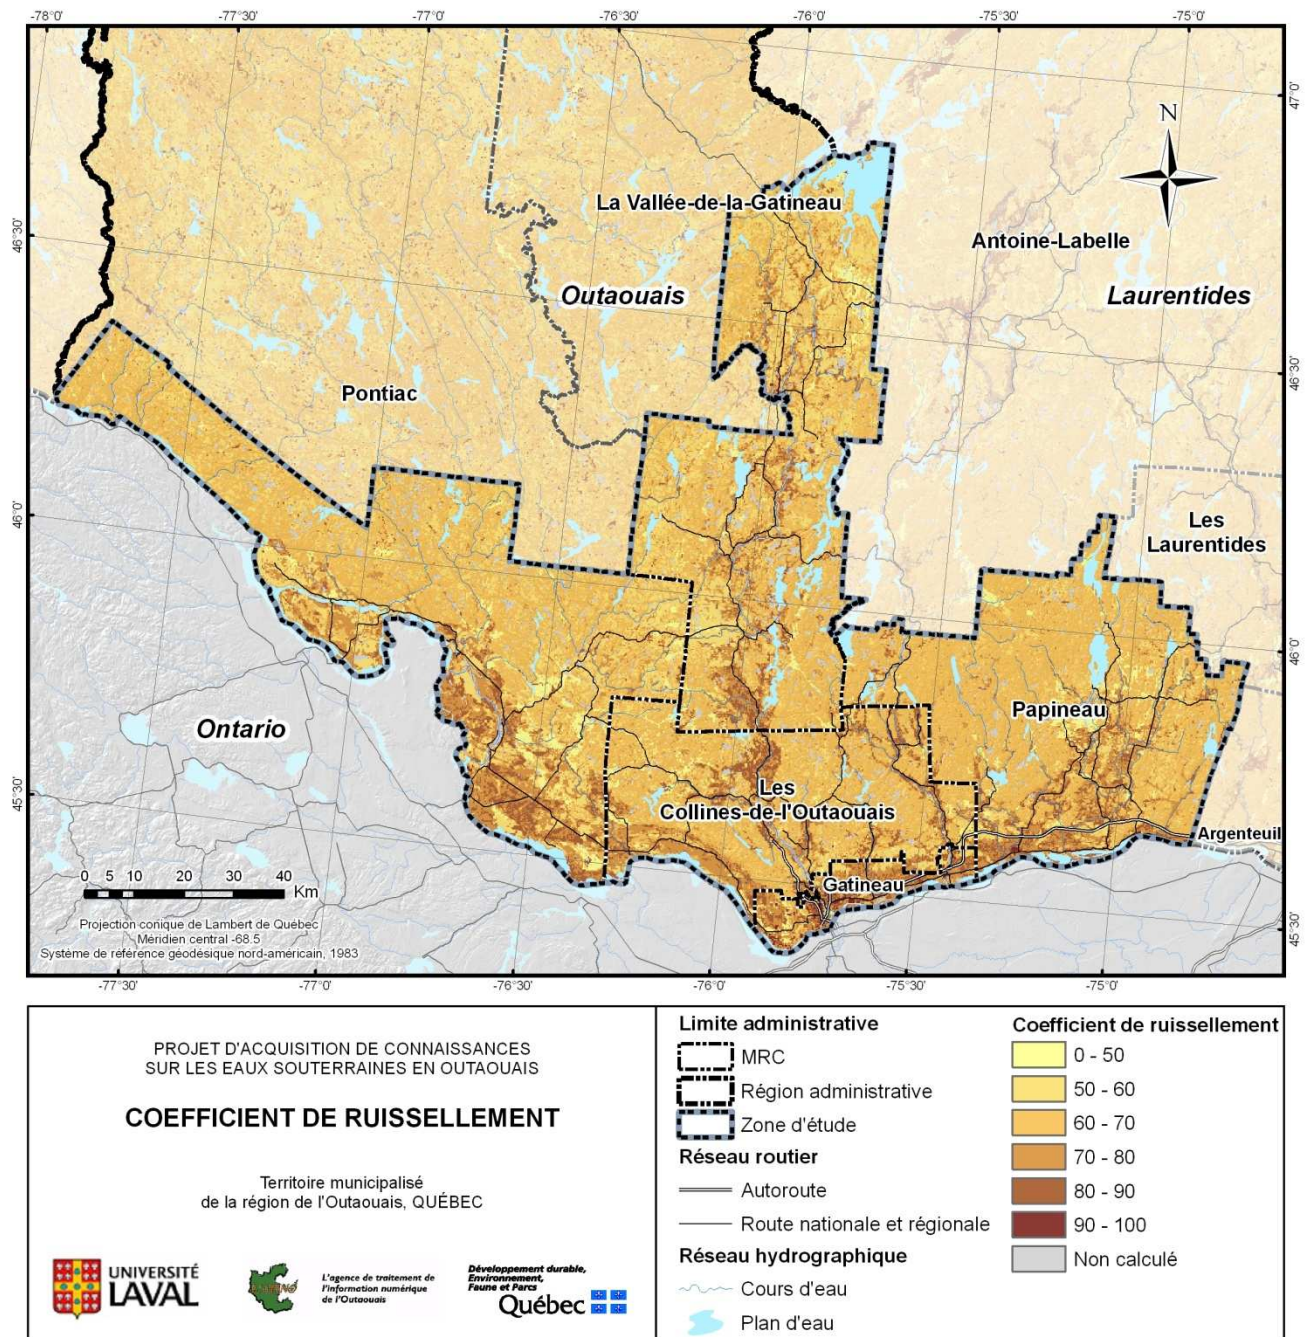 -78°0' -77°30' -77°0' -76°30' -76°0' -75°30' -75°0'
47°0'
N
La Vallée-de-la-Gatineau
46°30'
Antoine-Labelle
Outaouais
Laurentides
Pontiac
46°30'
46°0'
Les
Laurentides
46°0'
Papineau
Ontario
45°30'
Les
Collines-de-l'Outaouais
Argenteuil
Gatineau
0 5 10 20 30 40
Km
Projection conique de Lambert de Québec
Méridien central -68.5
Système de référence géodésique nord-américain, 1983
45°30'
-77°30' -77°0' -76°30' -76°0' -75°30' -75°0'
PROJET D'ACQUISITION DE CONNAISSANCES
SUR LES EAUX SOUTERRAINES EN OUTAOUAIS
COEFFICIENT DE RUISSELLEMENT
Territoire municipalisé
de la région de l'Outaouais, QUÉBEC
UNIVERSITÉ
LAVAL
L'agence de traitement de
l'information numérique
de l'Outaouais
Développement durable,
Environnement,
Faune et Parcs
Québec
Limite administrative
MRC
Région administrative
Zone d'étude
Réseau routier
Autoroute
Route nationale et régionale
Réseau hydrographique
Cours d'eau
Plan d'eau
Coefficient de ruissellement
0 - 50
50 - 60
60 - 70
70 - 80
80 - 90
90 - 100
Non calculé